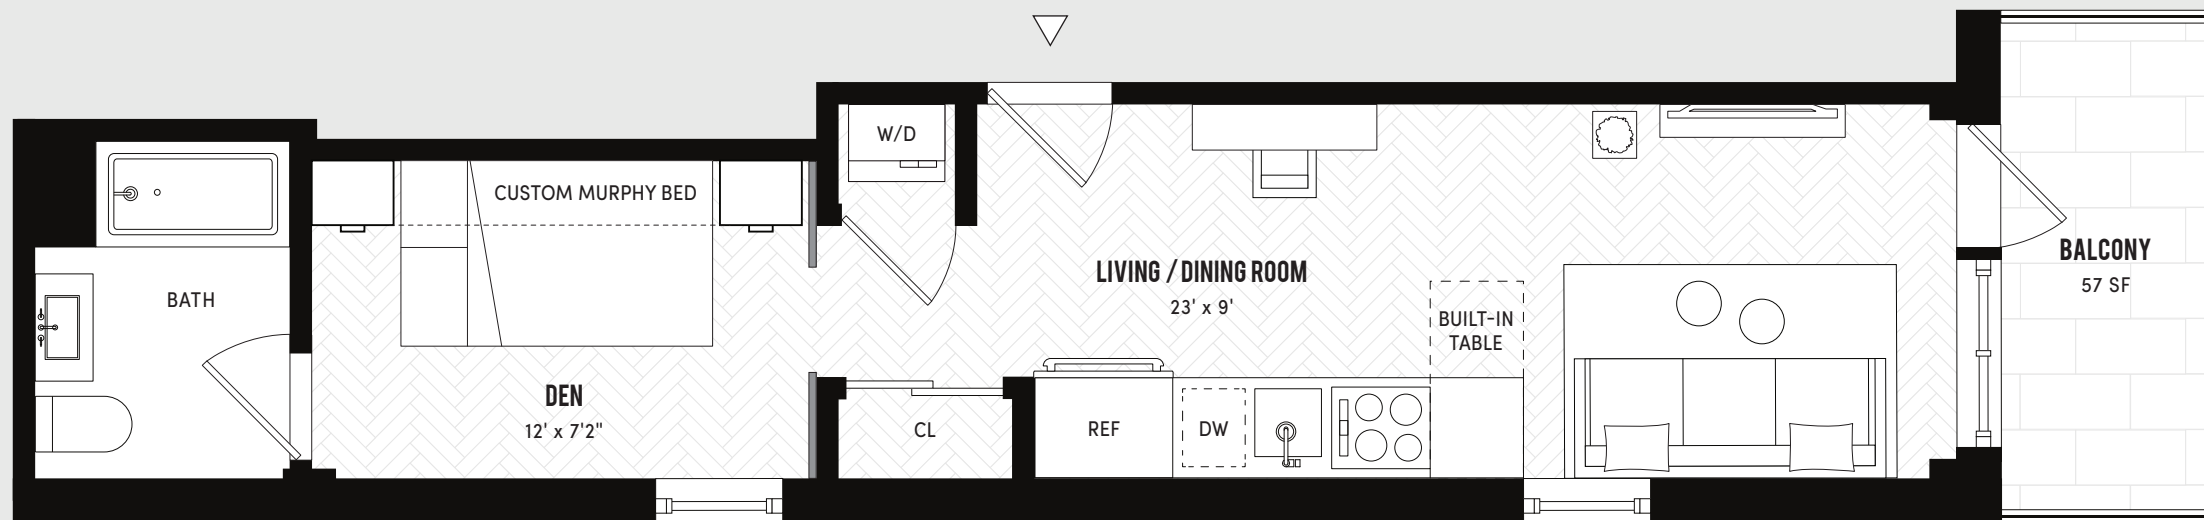 W/D
CUSTOM MURPHY BED
BATH
DEN
12' x 7'2"
LIVING / DINING ROOM
23' x 9'
BUILT-IN
TABLE
CL
REF
DW
BALCONY
57 SF